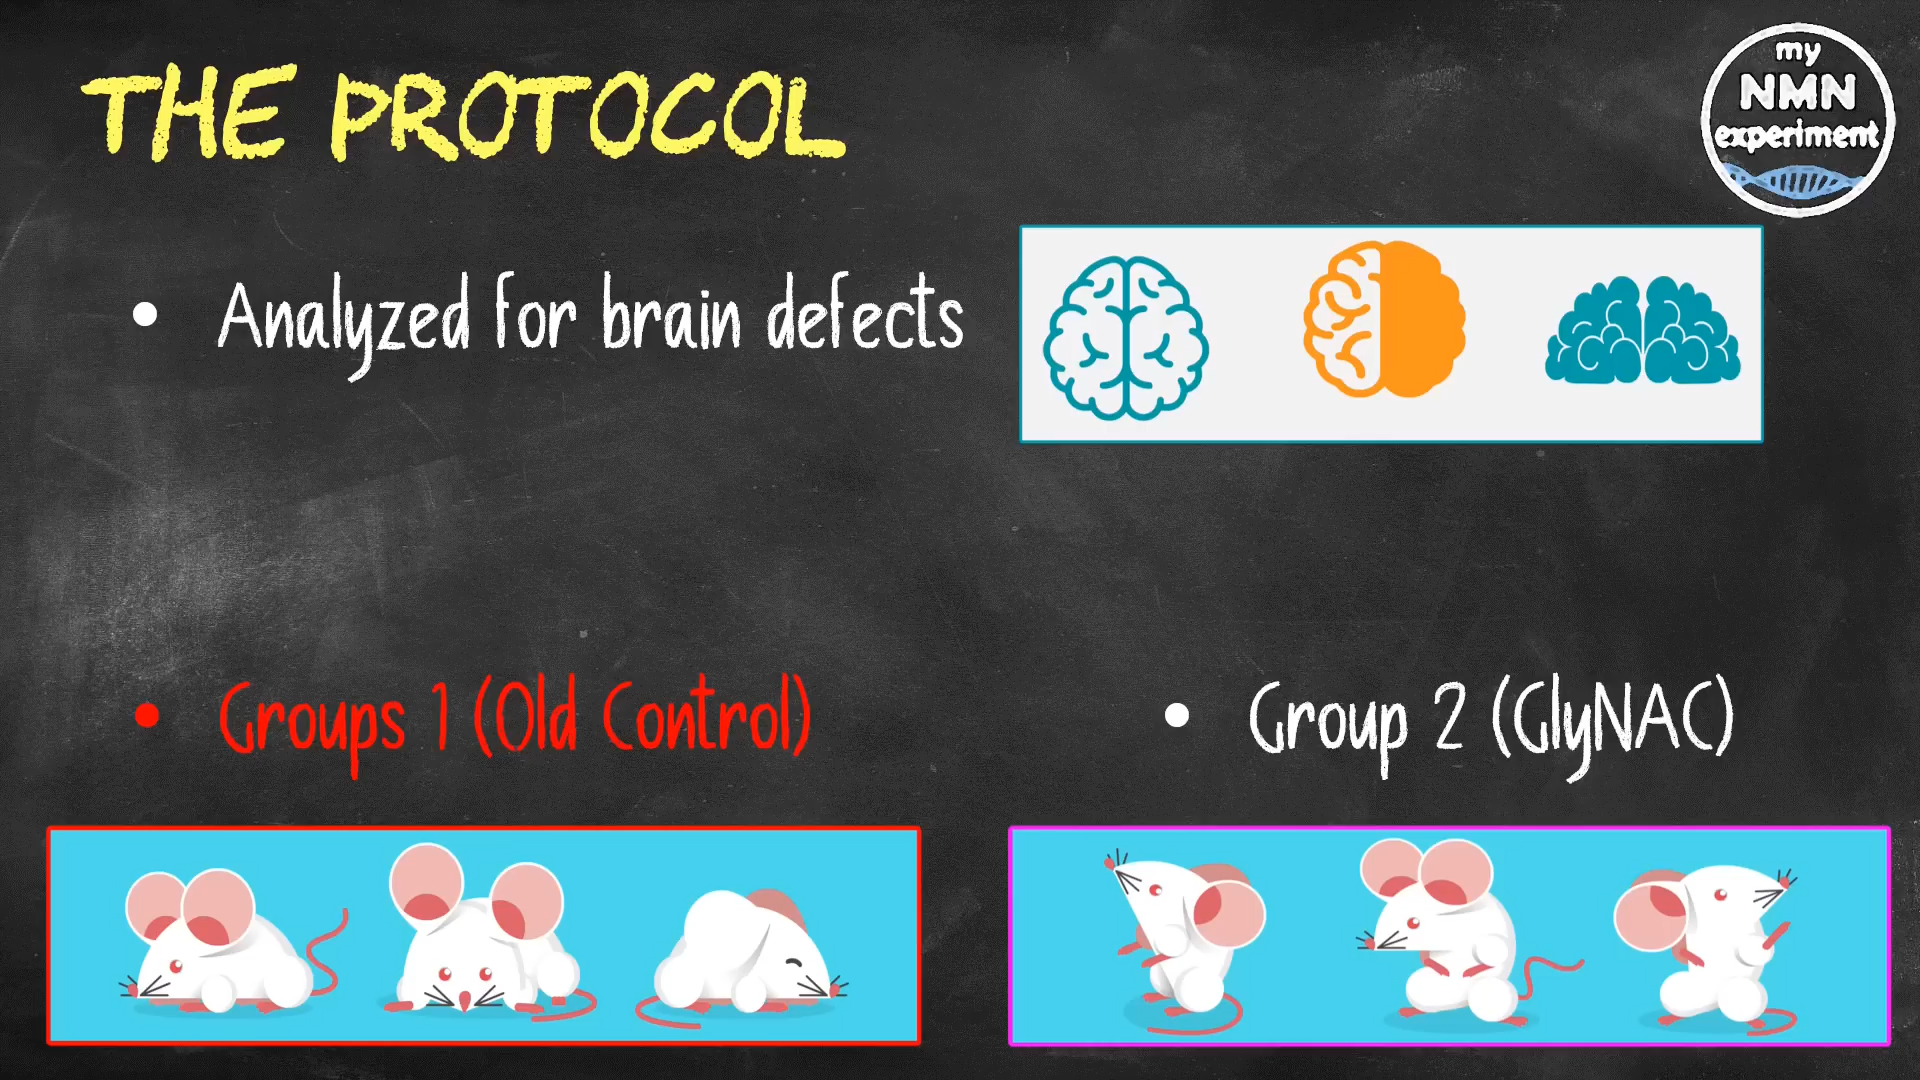 THE PROTOCOL
my
NMN
experiment
• Analyzed for brain defects
• Groups 1 (Old Control)
• Group 2 (GlyNAC)